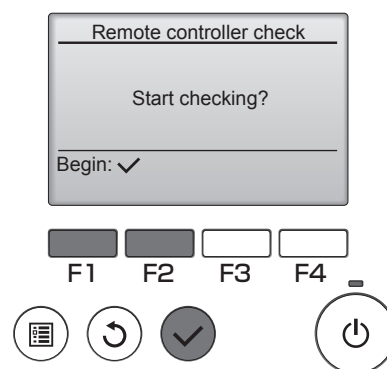 Remote controller check
Start checking?
Begin: ✓
F1 F2 F3 F4